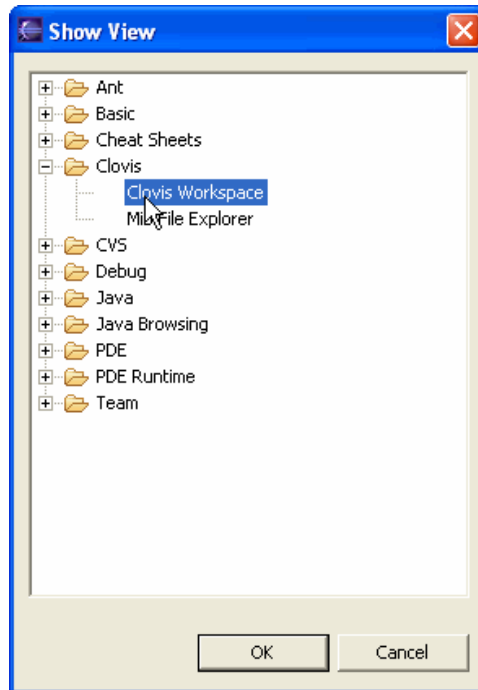 Show View
Ant
Basic
Cheat Sheets
Clovis
Clovis Workspace
File Explorer
CVS
Debug
Java
Java Browsing
PDE
PDE Runtime
Team
OK Cancel